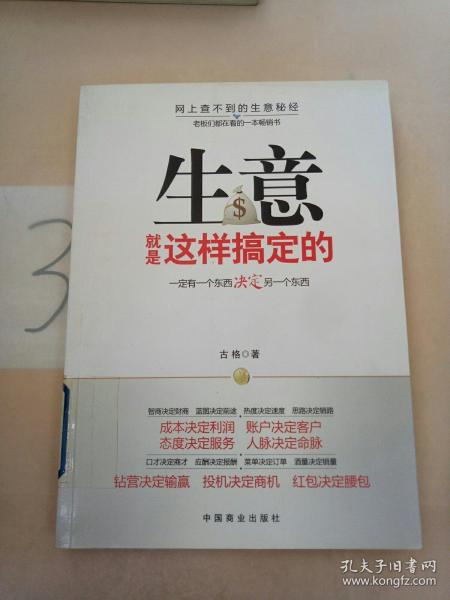 3
网上查不到的生意秘经
老板们都在看的一本畅销书
生意
$
就是 这样搞定的
一定有一个东西决定另一个东西
古格◎著
智商决定财商 蓝图决定前途 热度决定速度 思路决定销路
成本决定利润 账户决定客户
态度决定服务 人脉决定命脉
口才决定商才 应酬决定报酬 菜单决定订单 酒量决定销量
钻营决定输赢 投机决定商机 红包决定腰包
中国商业出版社
孔夫子旧书网
www.kongfz.com